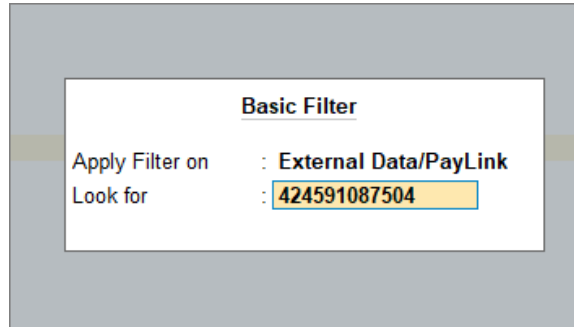 Basic Filter
Apply Filter on : External Data/PayLink
Look for : 424591087504